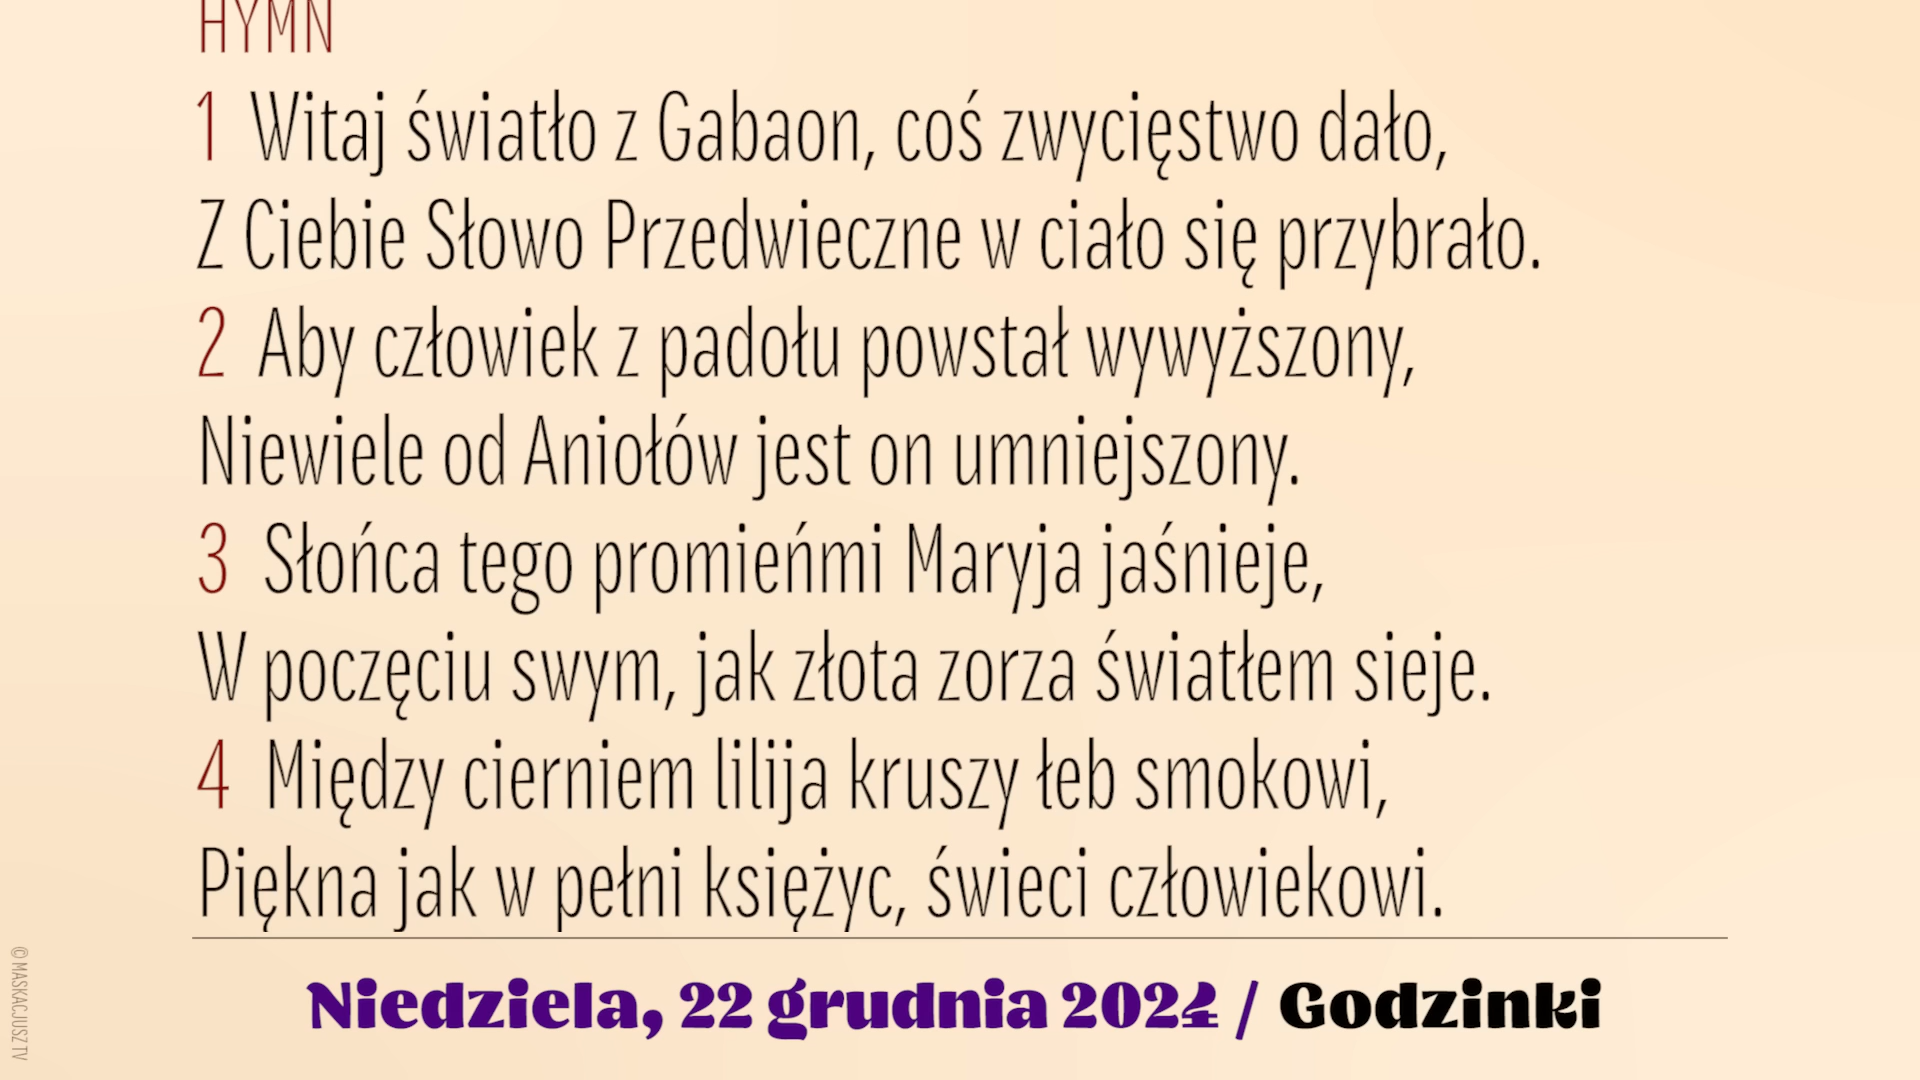 HYMN
1 Witaj światło z Gabaon, coś zwycięstwo dało,
Z Ciebie Słowo Przedwieczne w ciało się przybrało.
2 Aby człowiek z padołu powstał wywyższony,
Niewiele od Aniołów jest on umniejszony.
3 Słońca tego promieńmi Maryja jaśnieje,
W poczęciu swym, jak złota zorza światłem sieje.
4 Między cierniem lilija kruszy łeb smokowi,
Piękna jak w pełni księżyc, świeci człowiekowi.
Niedziela, 22 grudnia 2024 / Godzinki
© MASKACJUSZ TV